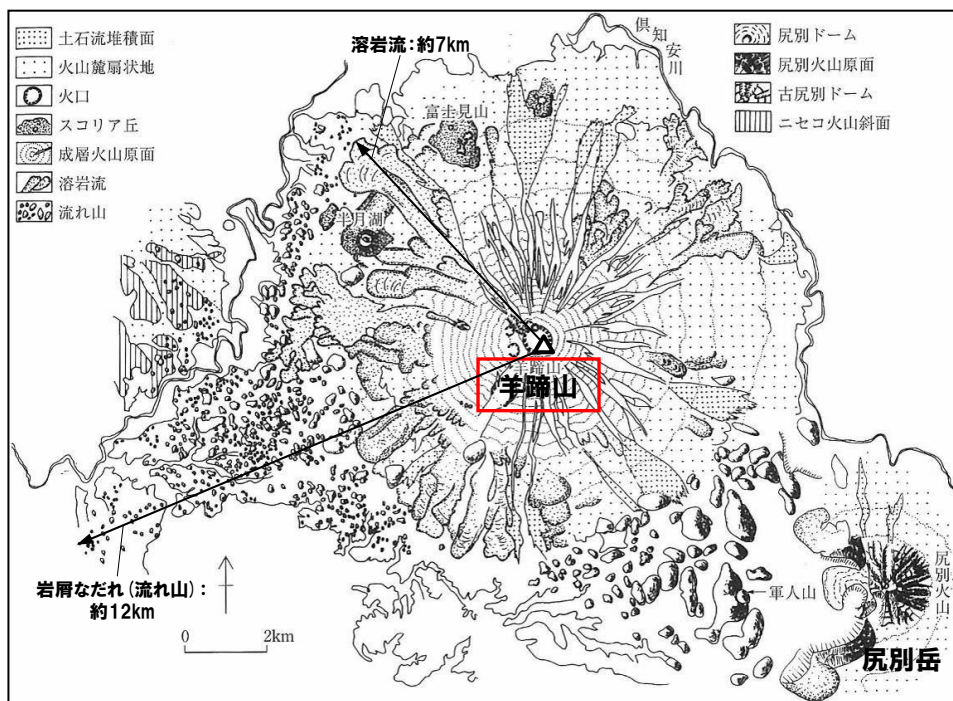 土石流堆積面
火山麓扇状地
火口
スコリア丘
成層火山原面
溶岩流
流れ山
溶岩流：約7km
倶知安川
尻別ドーム
尻別火山原面
古尻別ドーム
ニセコ火山斜面
富士見山
半月湖
羊蹄山
羊蹄山
岩屑なだれ（流れ山）：
約12km
0 2km
軍人山
尻別火山
尻別岳